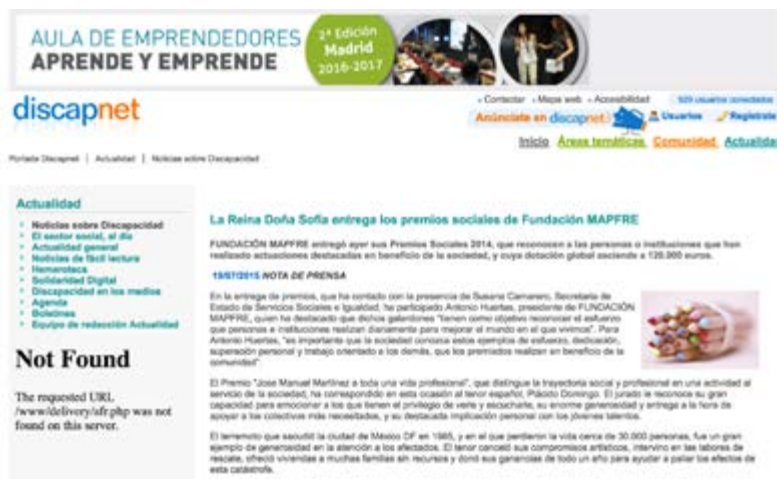 AULA DE EMPRENDEDORES
APRENDE Y EMPRENDE
2ª Edición
Madrid
2016-2017
discapnet
Contactar Mapa web Accesibilidad 529 usuarios conectados
Anúnciate en discapnet Usuarios Regístrate
Inicio Áreas temáticas Comunidad Actualidad
Portada Discapnet | Actualidad | Noticias sobre Discapacidad
Actualidad
Noticias sobre Discapacidad
El sector social, al día
Actualidad general
Noticias de fácil lectura
Hemeroteca
Solidaridad Digital
Discapacidad en los medios
Agenda
Boletines
Equipo de redacción Actualidad
Not Found
The requested URL
/www/delivery/afr.php was not
found on this server.
La Reina Doña Sofía entrega los premios sociales de Fundación MAPFRE
FUNDACIÓN MAPFRE entregó ayer sus Premios Sociales 2014, que reconocen a las personas o instituciones que han
realizado actuaciones destacadas en beneficio de la sociedad, y cuya dotación global asciende a 120.000 euros.
NOTA DE PRENSA
En la entrega de premios, que ha contado con la presencia de Susana Camarero, Secretaria de
Estado de Servicios Sociales e Igualdad, ha participado Antonio Huertas, presidente de FUNDACIÓN
MAPFRE, quien ha destacado que dichos galardones "tienen como objetivo reconocer el esfuerzo
que personas e instituciones realizan diariamente para mejorar el mundo en el que vivimos". Para
Antonio Huertas, "es importante que la sociedad conozca estos ejemplos de esfuerzo, dedicación,
superación personal y trabajo orientado a los demás, que los premiados realizan en beneficio de la
comunidad".
El Premio "Jose Manuel Martínez a toda una vida profesional", que distingue la trayectoria social y profesional en una actividad al
servicio de la sociedad, ha correspondido en esta ocasión al tenor español, Plácido Domingo. El jurado le reconoce su gran
capacidad para emocionar a los que tienen el privilegio de verle y escucharle, su enorme generosidad y entrega a la hora de
apoyar a los colectivos más necesitados, y su destacada implicación personal con los jóvenes talentos.
El terremoto que sacudió la ciudad de México DF en 1985, y en el que perdieron la vida cerca de 30.000 personas, fue un gran
ejemplo de generosidad en la atención a los afectados. El tenor canceló sus compromisos artísticos, intervino en las labores de
rescate, ofreció viviendas a muchas familias sin recursos y donó sus ganancias de todo un año para ayudar a paliar los efectos de
esta catástrofe.